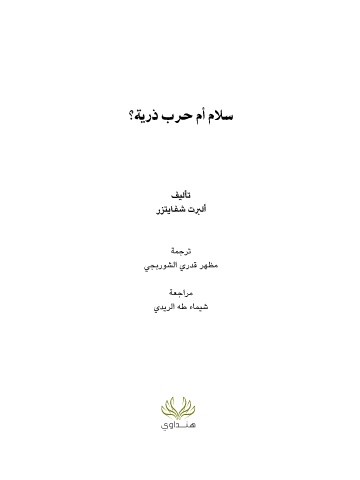 سلام أم حرب ذرية؟
تأليف
ألبرت شفايتزر
ترجمة
مظهر قدري الشوربجي
مراجعة
شيماء طه الريدي
هنداوي